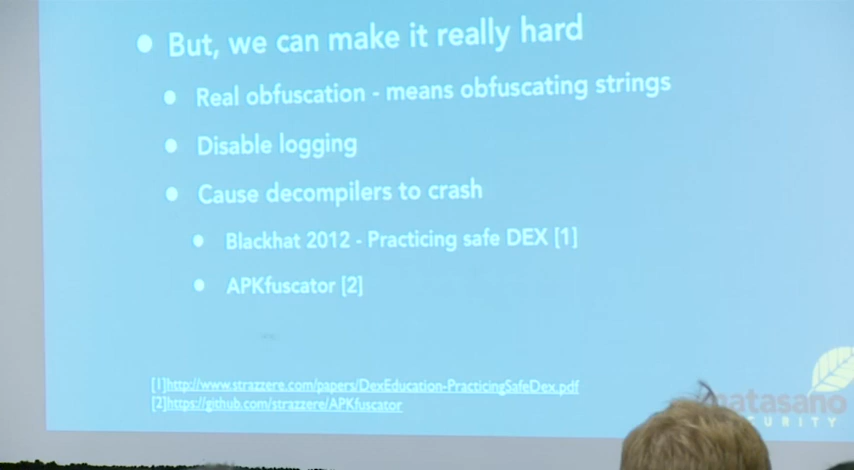 But, we can make it really hard
Real obfuscation - means obfuscating strings
Disable logging
Cause decompilers to crash
Blackhat 2012 - Practicing safe DEX [1]
APKfuscator [2]
[1]http://www.strazzere.com/papers/DexEducation-PracticingSafeDex.pdf
[2]https://github.com/strazzere/APKfuscator
matasano